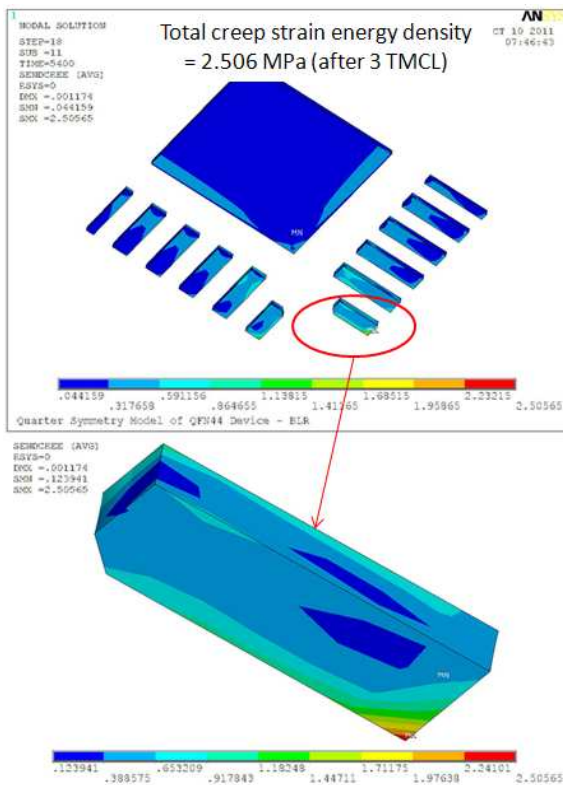 1
NODAL SOLUTION
STEP=18
SUB =11
TIME=5400
SENDCREE (AVG)
RSYS=0
DMX =.001174
SMN =.044159
SMX =2.50565
Total creep strain energy density
= 2.506 MPa (after 3 TMCL)
AN
CT 10 2011
07:46:43
MN
.044159 .591156 1.13815 1.68515 2.23215
.317658 .864655 1.41165 1.95865 2.50565
Quarter Symmetry Model of QFN44 Device - BLR
SENDCREE (AVG)
RSYS=0
DMX =.001174
SMN =.123941
SMX =2.50565
MN
.123941 .653209 1.18248 1.71175 2.24101
.388575 .917843 1.44711 1.97638 2.50565